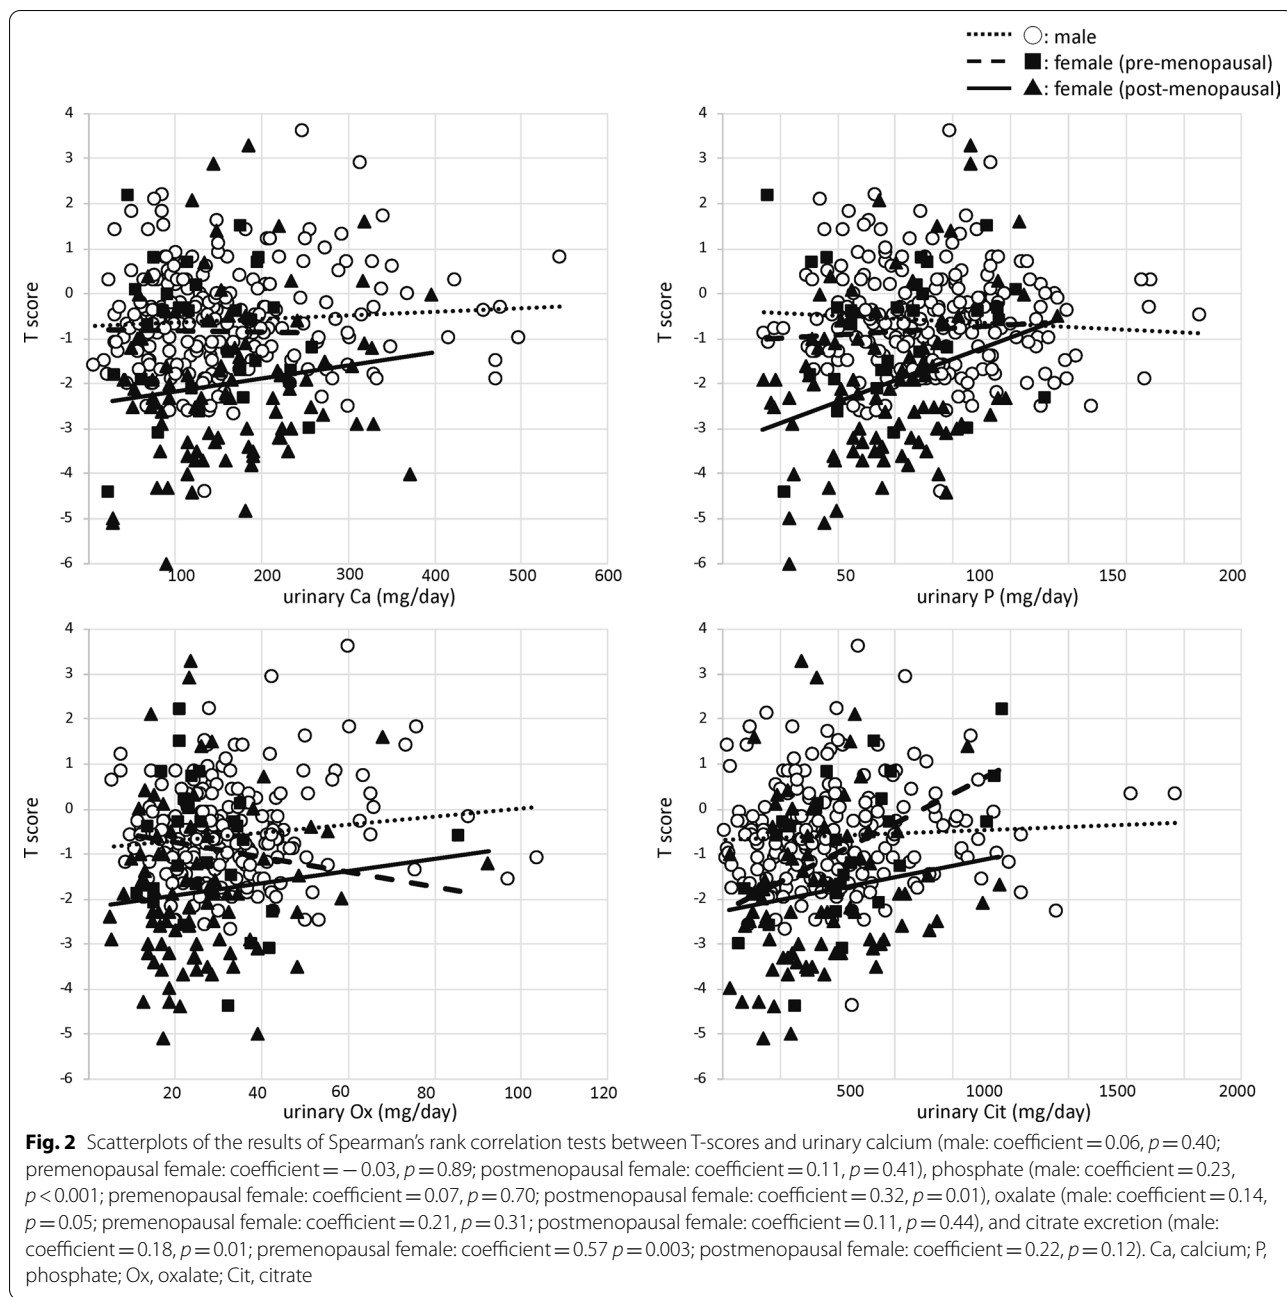 ○: male
■: female (pre-menopausal)
▲: female (post-menopausal)
4
3
2
1
0
-1
-2
-3
-4
-5
-6
T score
100 200 300 400 500 600
urinary Ca (mg/day)
4
3
2
1
0
-1
-2
-3
-4
-5
-6
T score
50 100 150 200
urinary P (mg/day)
4
3
2
1
0
-1
-2
-3
-4
-5
-6
T score
20 40 60 80 100 120
urinary Ox (mg/day)
4
3
2
1
0
-1
-2
-3
-4
-5
-6
T score
500 1000 1500 2000
urinary Cit (mg/day)
Fig. 2 Scatterplots of the results of Spearman's rank correlation tests between T-scores and urinary calcium (male: coefficient = 0.06, p = 0.40;
premenopausal female: coefficient = − 0.03, p = 0.89; postmenopausal female: coefficient = 0.11, p = 0.41), phosphate (male: coefficient = 0.23,
p < 0.001; premenopausal female: coefficient = 0.07, p = 0.70; postmenopausal female: coefficient = 0.32, p = 0.01), oxalate (male: coefficient = 0.14,
p = 0.05; premenopausal female: coefficient = 0.21, p = 0.31; postmenopausal female: coefficient = 0.11, p = 0.44), and citrate excretion (male:
coefficient = 0.18, p = 0.01; premenopausal female: coefficient = 0.57 p = 0.003; postmenopausal female: coefficient = 0.22, p = 0.12). Ca, calcium; P,
phosphate; Ox, oxalate; Cit, citrate